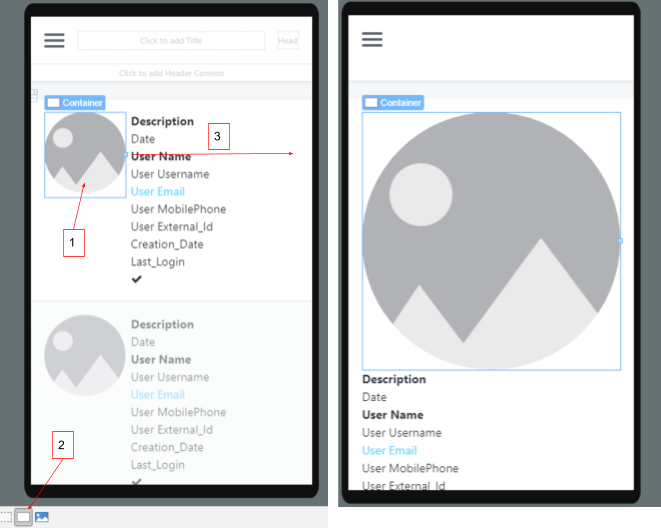 Click to add Title
Head
Click to add Header Content
Container
Description
Date
User Name
User Username
User Email
User MobilePhone
User External_Id
Creation_Date
Last_Login
3
1
Description
Date
User Name
User Username
User Email
User MobilePhone
User External_Id
Creation_Date
Last_Login
2
Container
Description
Date
User Name
User Username
User Email
User MobilePhone
User External_Id